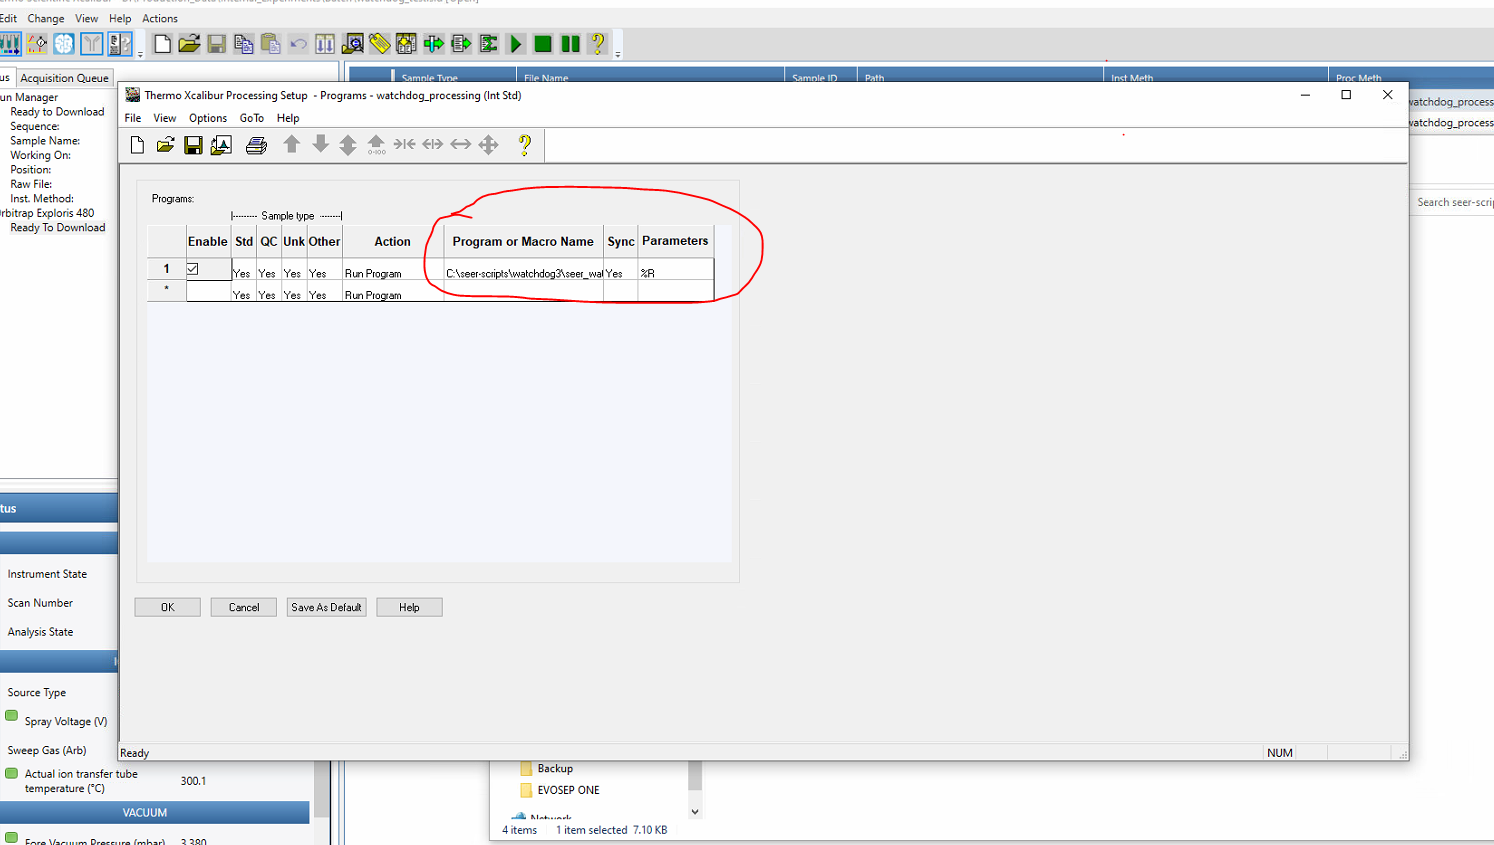 Edit Change View Help Actions
Acquisition Queue
Sample Type File Name Sample ID Path Inst Meth Proc Meth
Thermo Xcalibur Processing Setup - Programs - watchdog_processing (Int Std)
File View Options GoTo Help
un Manager
Ready to Download
Sequence:
Sample Name:
Working On:
Position:
Raw File:
Inst. Method:
rbitrap Exploris 480
Ready To Download
watchdog_process
watchdog_process
Search seer-scrip
Programs:
|-------- Sample type -------|
Enable Std QC Unk Other Action Program or Macro Name Sync Parameters
1 Yes Yes Yes Yes Run Program C:\seer-scripts\watchdog3\seer_wa Yes %R
* Yes Yes Yes Yes Run Program
OK Cancel Save As Default Help
tus
Instrument State
Scan Number
Analysis State
Source Type
Spray Voltage (V)
Sweep Gas (Arb)
Actual ion transfer tube
temperature (°C) 300.1
VACUUM
Fore Vacuum Pressure (mbar) 3.380
Ready NUM
Backup
EVOSEP ONE
Network
4 items 1 item selected 7.10 KB